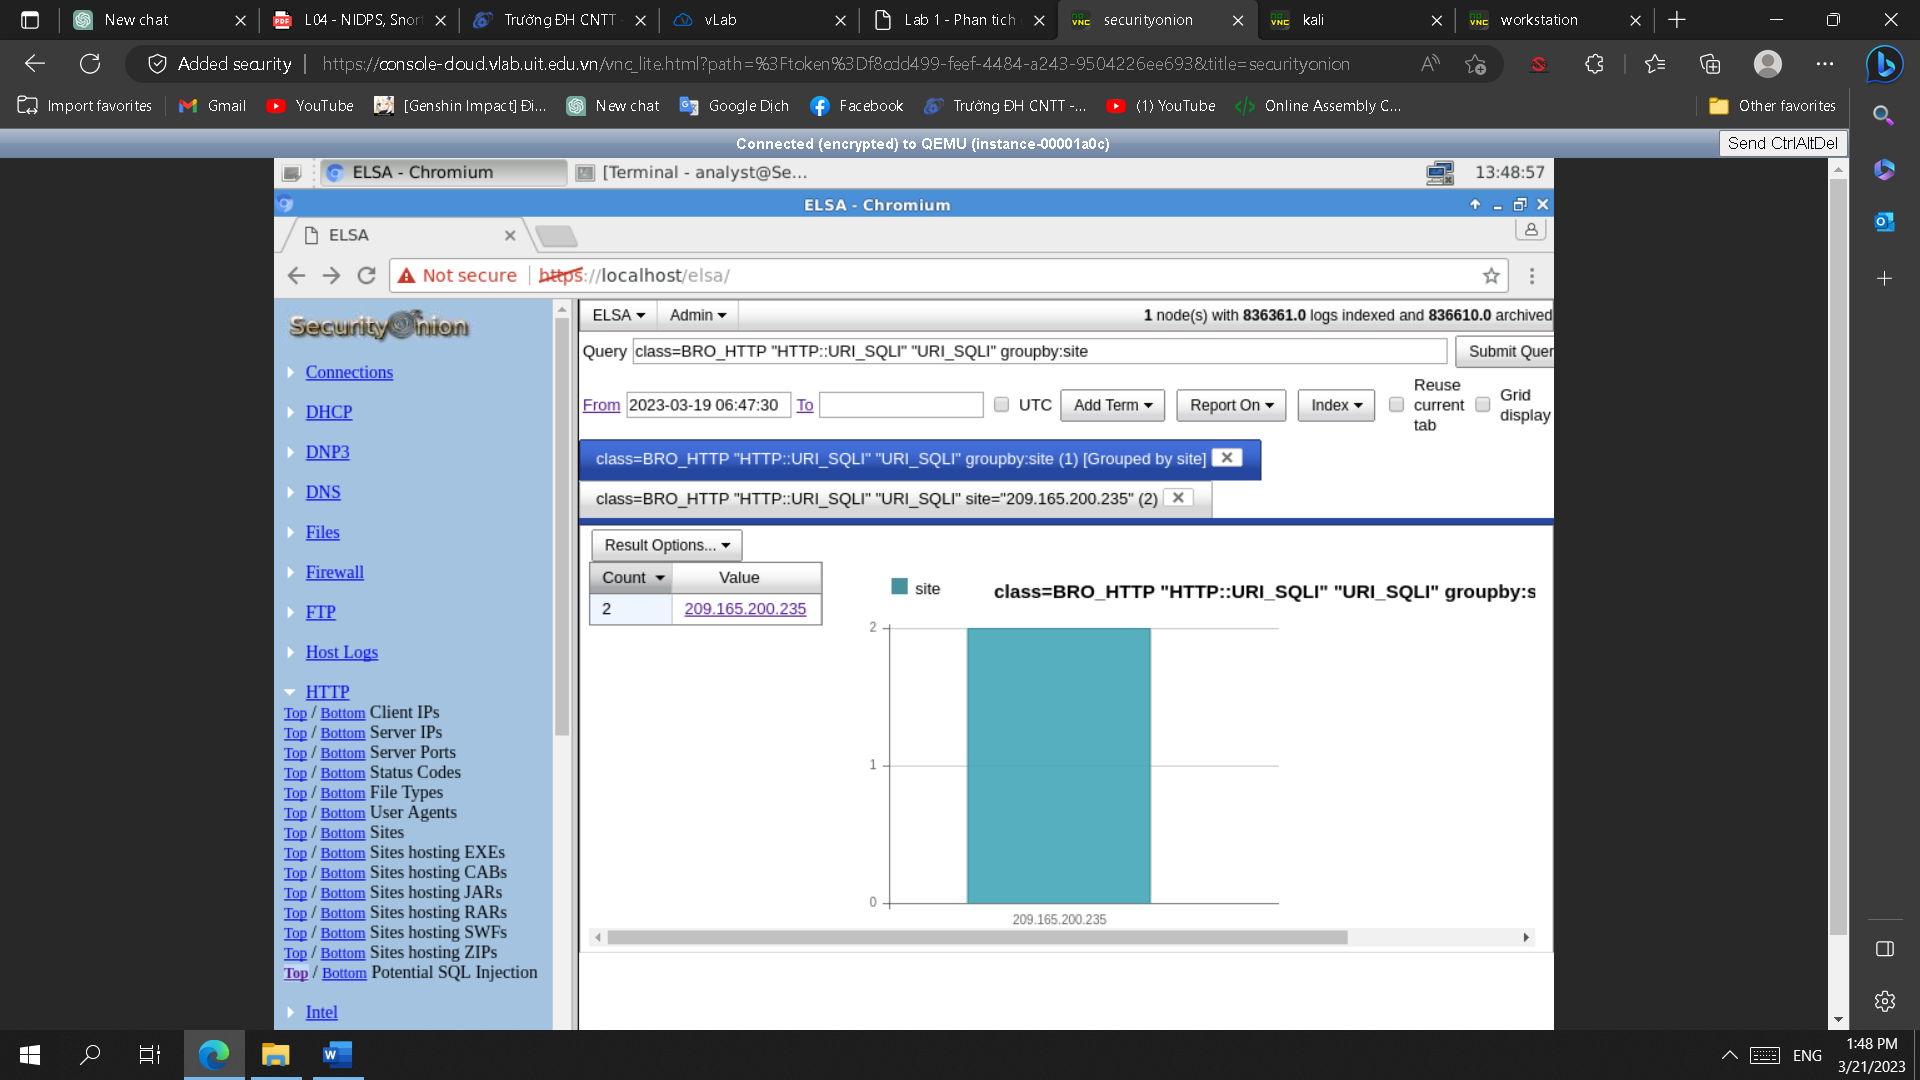 New chat
L04 - NIDPS, Snort
Trường ĐH CNTT -
vLab
Lab 1 - Phan tich
securityonion
kali
workstation
Added security
https://console-cloud.vlab.uit.edu.vn/vnc_lite.html?path=%3Ftoken%3Df8cdd499-feef-4484-a243-9504226ee693&title=securityonion
Import favorites
Gmail
YouTube
[Genshin Impact] Đi...
New chat
Google Dịch
Facebook
Trường ĐH CNTT -...
(1) YouTube
Online Assembly C...
Other favorites
Connected (encrypted) to QEMU (instance-00001a0c)
Send CtrlAltDel
ELSA - Chromium
[Terminal - analyst@Se...
13:48:57
ELSA - Chromium
ELSA
Not secure
https://localhost/elsa/
SecurityOnion
Connections
DHCP
DNP3
DNS
Files
Firewall
FTP
Host Logs
HTTP
Top / Bottom Client IPs
Top / Bottom Server IPs
Top / Bottom Server Ports
Top / Bottom Status Codes
Top / Bottom File Types
Top / Bottom User Agents
Top / Bottom Sites
Top / Bottom Sites hosting EXEs
Top / Bottom Sites hosting CABs
Top / Bottom Sites hosting JARs
Top / Bottom Sites hosting RARs
Top / Bottom Sites hosting SWFs
Top / Bottom Sites hosting ZIPs
Top / Bottom Potential SQL Injection
Intel
ELSA
Admin
1 node(s) with 836361.0 logs indexed and 836610.0 archived
Query
class=BRO_HTTP "HTTP::URI_SQLI" "URI_SQLI" groupby:site
Submit Quer
From
2023-03-19 06:47:30
To
UTC
Add Term
Report On
Index
Reuse current tab
Grid display
class=BRO_HTTP "HTTP::URI_SQLI" "URI_SQLI" groupby:site (1) [Grouped by site]
class=BRO_HTTP "HTTP::URI_SQLI" "URI_SQLI" site="209.165.200.235" (2)
Result Options...
Count
Value
2
209.165.200.235
site
class=BRO_HTTP "HTTP::URI_SQLI" "URI_SQLI" groupby:s
2
1
0
209.165.200.235
ENG
1:48 PM
3/21/2023